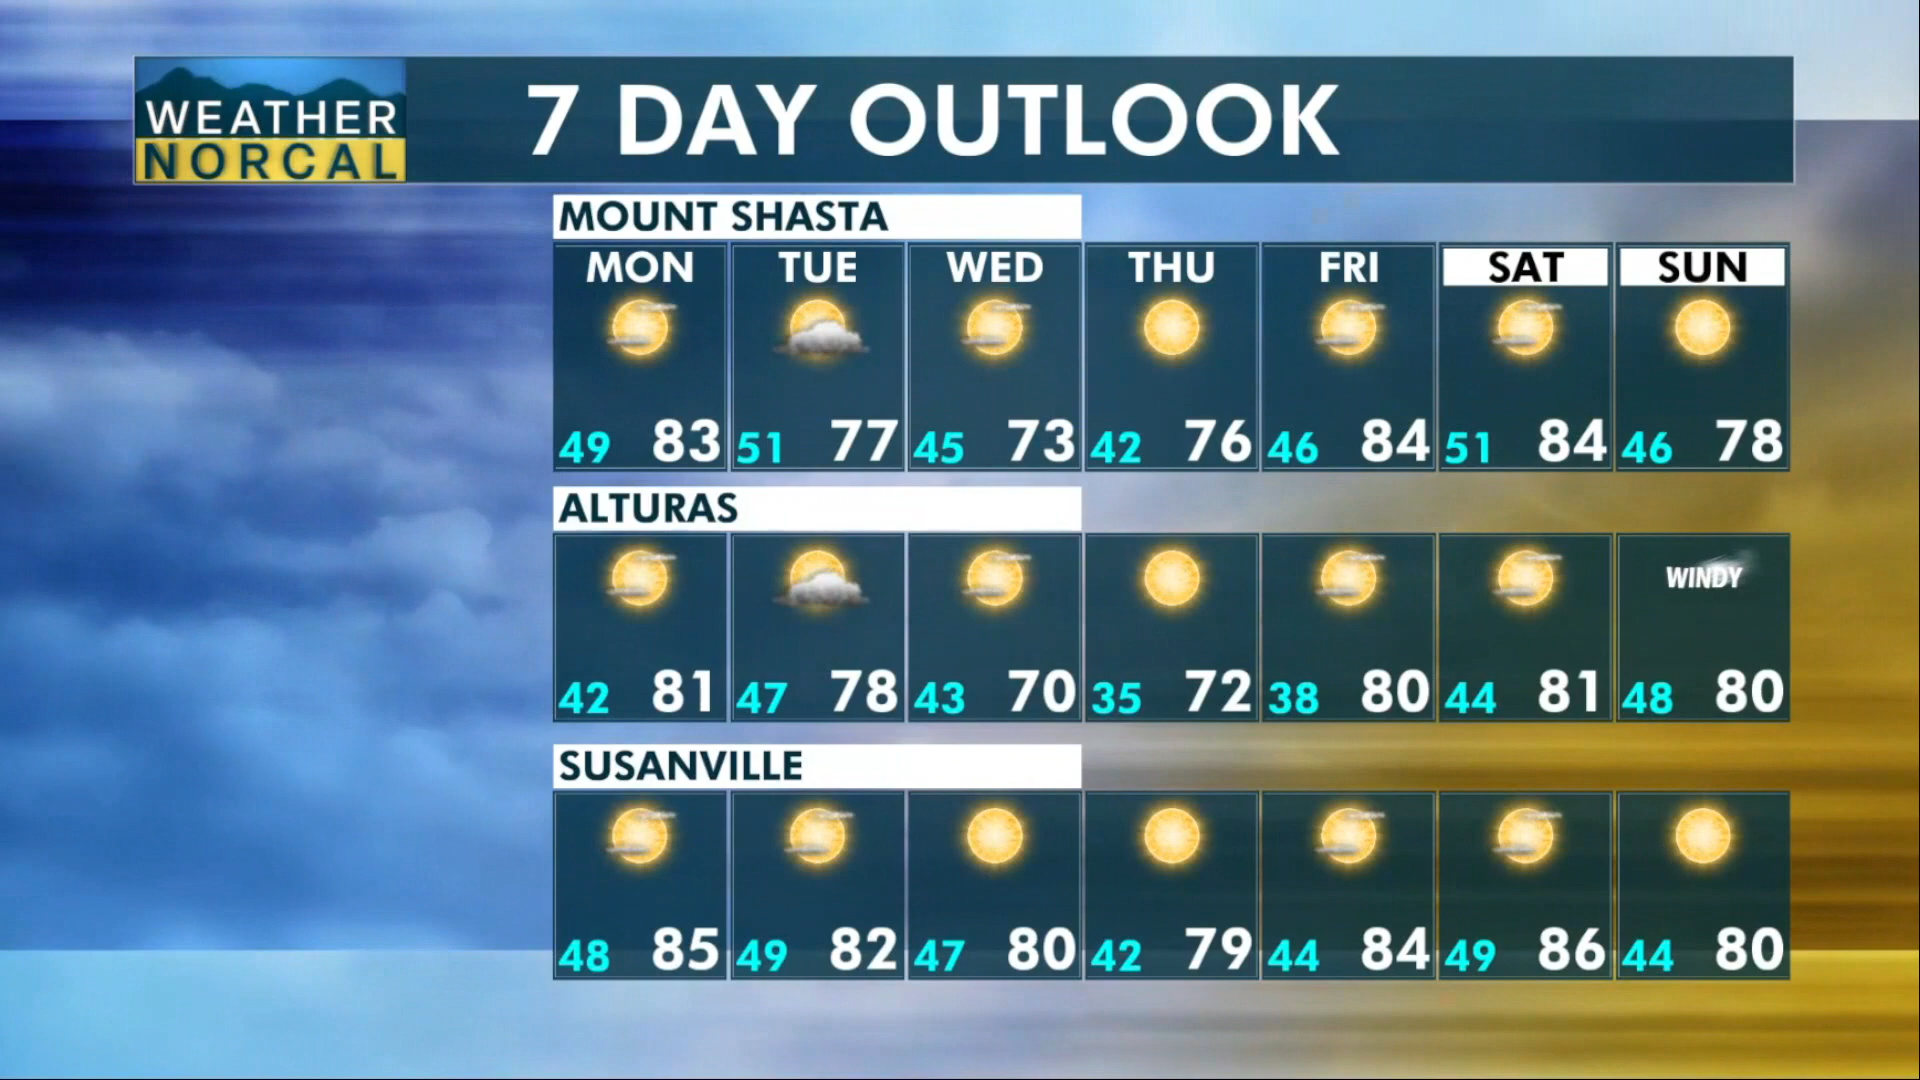 WEATHER
NORCAL
7 DAY OUTLOOK
MOUNT SHASTA
MON TUE WED THU FRI SAT SUN
49 83 51 77 45 73 42 76 46 84 51 84 46 78
ALTURAS
WINDY
42 81 47 78 43 70 35 72 38 80 44 81 48 80
SUSANVILLE
48 85 49 82 47 80 42 79 44 84 49 86 44 80